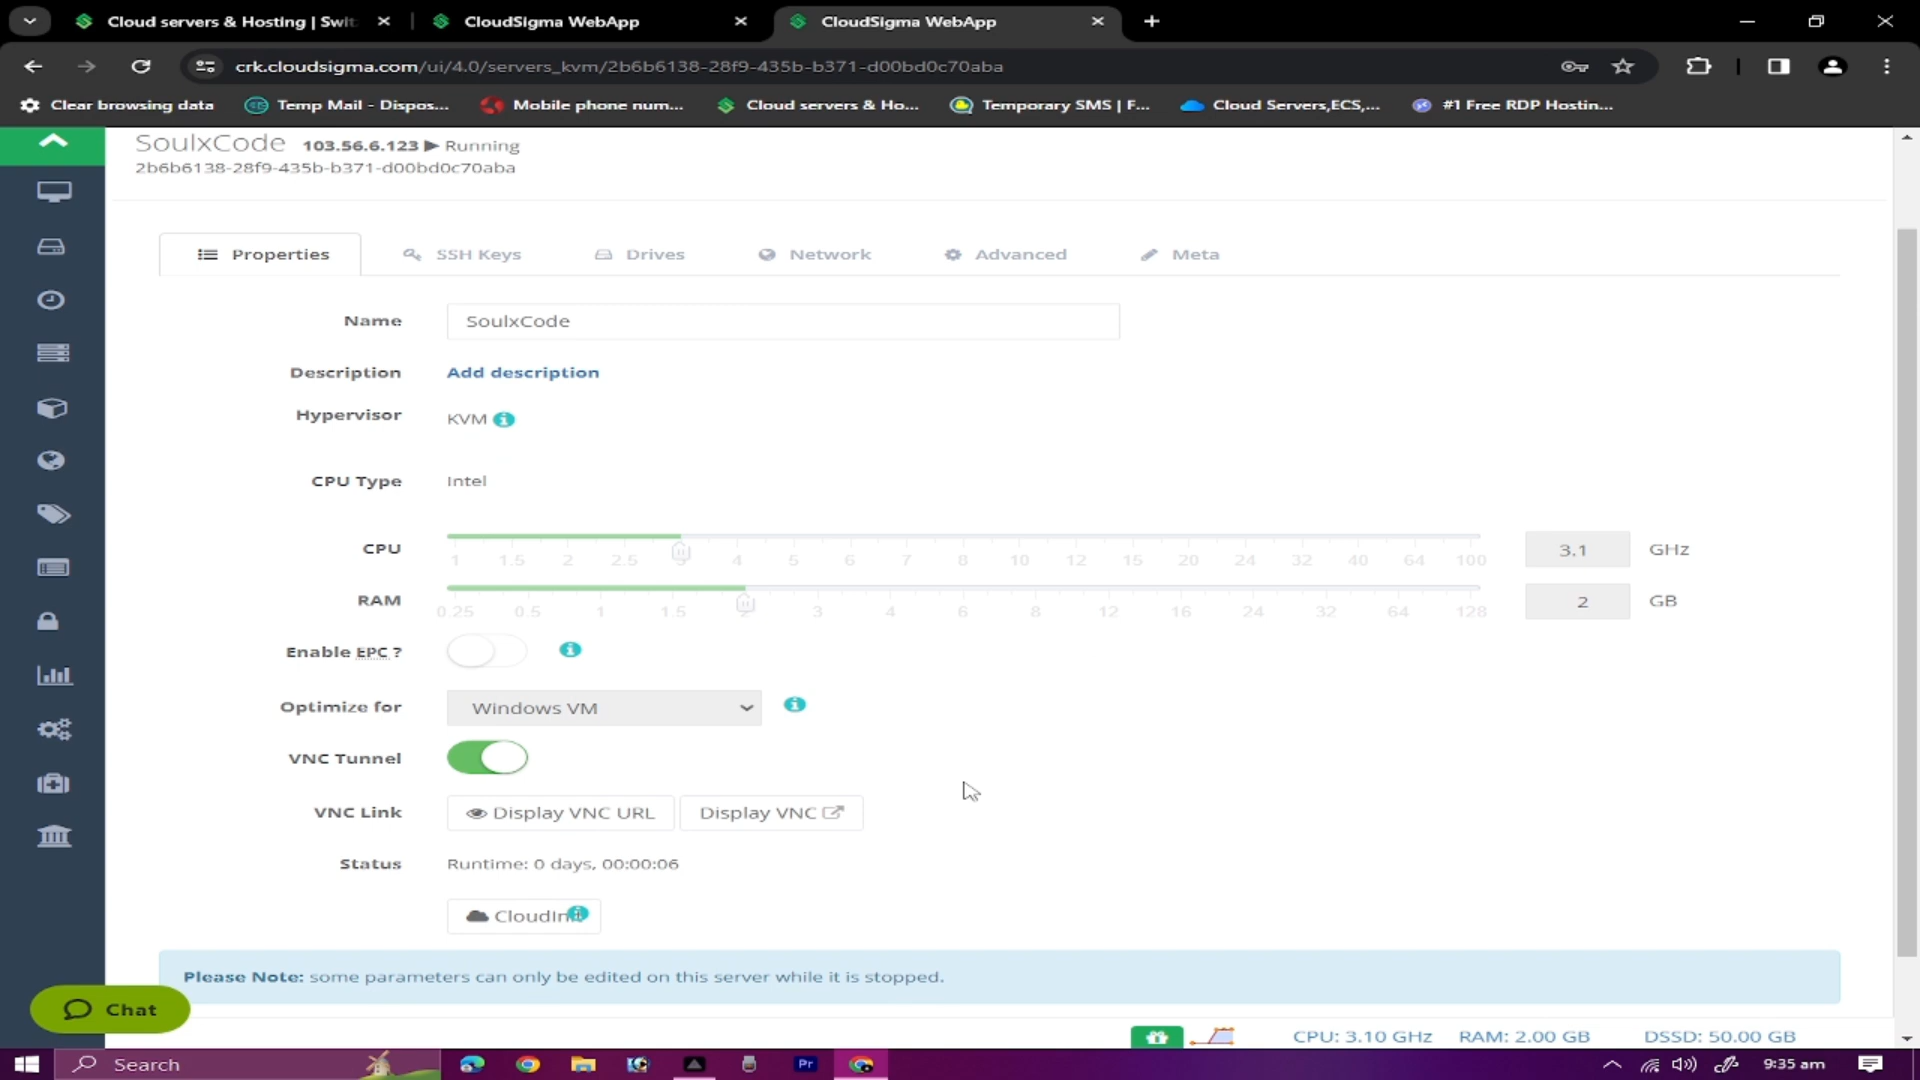 Cloud servers & Hosting | Swit
CloudSigma WebApp
CloudSigma WebApp
crk.cloudsigma.com/ui/4.0/servers_kvm/2b6b6138-28f9-435b-b371-d00bd0c70aba
Clear browsing data
Temp Mail - Dispos...
Mobile phone num...
Cloud servers & Ho...
Temporary SMS | F...
Cloud Servers,ECS,...
#1 Free RDP Hostin...
SoulxCode 103.56.6.123 Running
2b6b6138-28f9-435b-b371-d00bd0c70aba
Properties
SSH Keys
Drives
Network
Advanced
Meta
Name SoulxCode
Description Add description
Hypervisor KVM
CPU Type Intel
CPU 1 1.5 2 2.5 3 4 5 6 7 8 10 12 15 20 24 32 40 64 100 3.1 GHz
RAM 0.25 0.5 1 1.5 2 3 4 6 8 12 16 24 32 64 128 2 GB
Enable EPC ?
Optimize for Windows VM
VNC Tunnel
VNC Link Display VNC URL Display VNC
Status Runtime: 0 days, 00:00:06
CloudIni
Please Note: some parameters can only be edited on this server while it is stopped.
Chat
CPU: 3.10 GHz RAM: 2.00 GB DSSD: 50.00 GB
Search
Pr
9:35 am